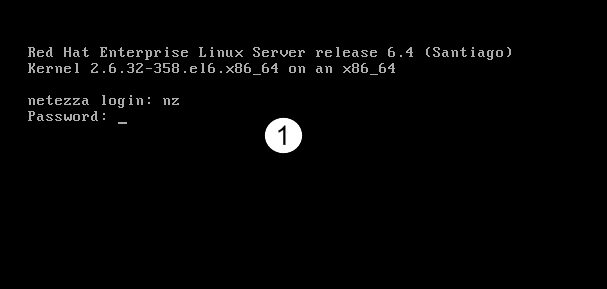 Red Hat Enterprise Linux Server release 6.4 (Santiago)
Kernel 2.6.32-358.el6.x86_64 on an x86_64
netezza login: nz
Password: _
1